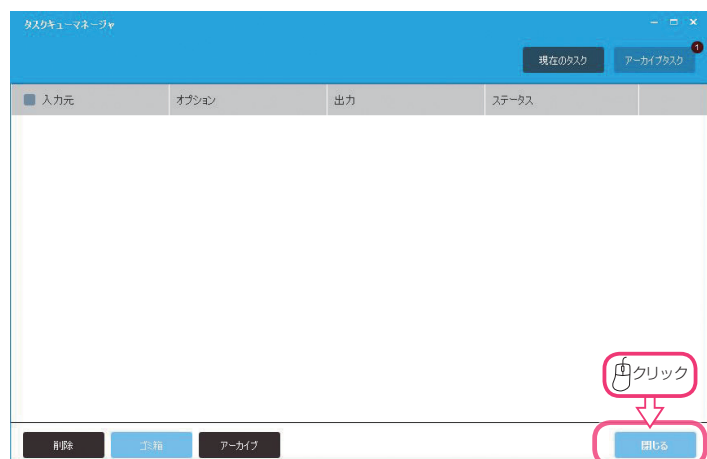 タスクキューマネージャ
1
現在のタスク アーカイブタスク
入力元 オプション 出力 ステータス
クリック
削除 ゴミ箱 アーカイブ 閉じる